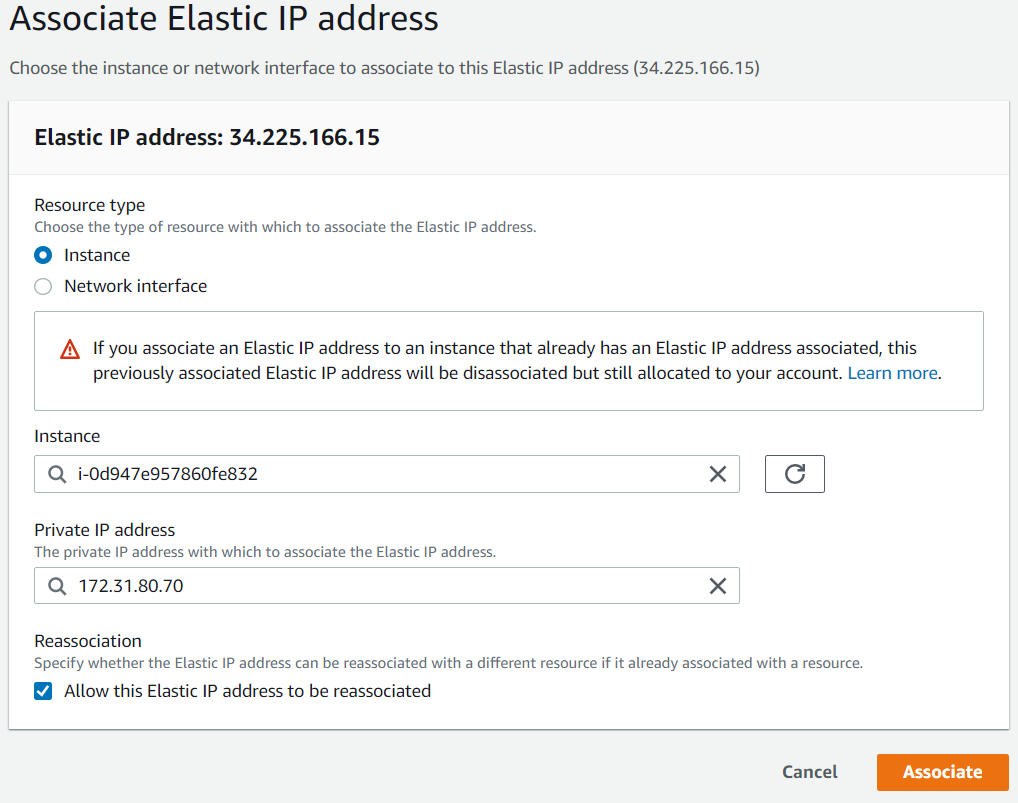 Associate Elastic IP address
Choose the instance or network interface to associate to this Elastic IP address (34.225.166.15)
Elastic IP address: 34.225.166.15
Resource type
Choose the type of resource with which to associate the Elastic IP address.
Instance
Network interface
If you associate an Elastic IP address to an instance that already has an Elastic IP address associated, this
previously associated Elastic IP address will be disassociated but still allocated to your account. Learn more.
Instance
i-0d947e957860fe832
Private IP address
The private IP address with which to associate the Elastic IP address.
172.31.80.70
Reassociation
Specify whether the Elastic IP address can be reassociated with a different resource if it already associated with a resource.
Allow this Elastic IP address to be reassociated
Cancel
Associate